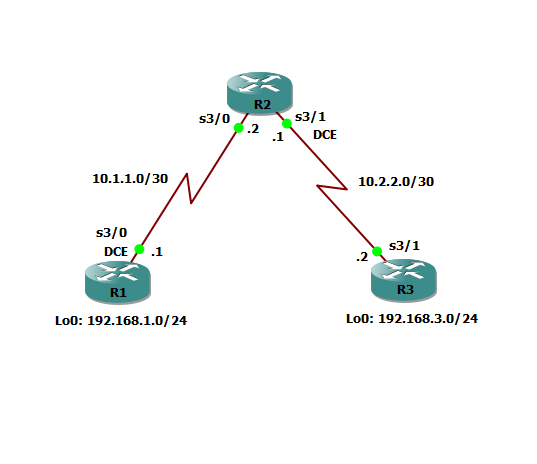 R2
s3/0
.2
s3/1
.1
DCE
10.1.1.0/30
10.2.2.0/30
s3/0
DCE
.1
s3/1
.2
R1
R3
Lo0: 192.168.1.0/24
Lo0: 192.168.3.0/24